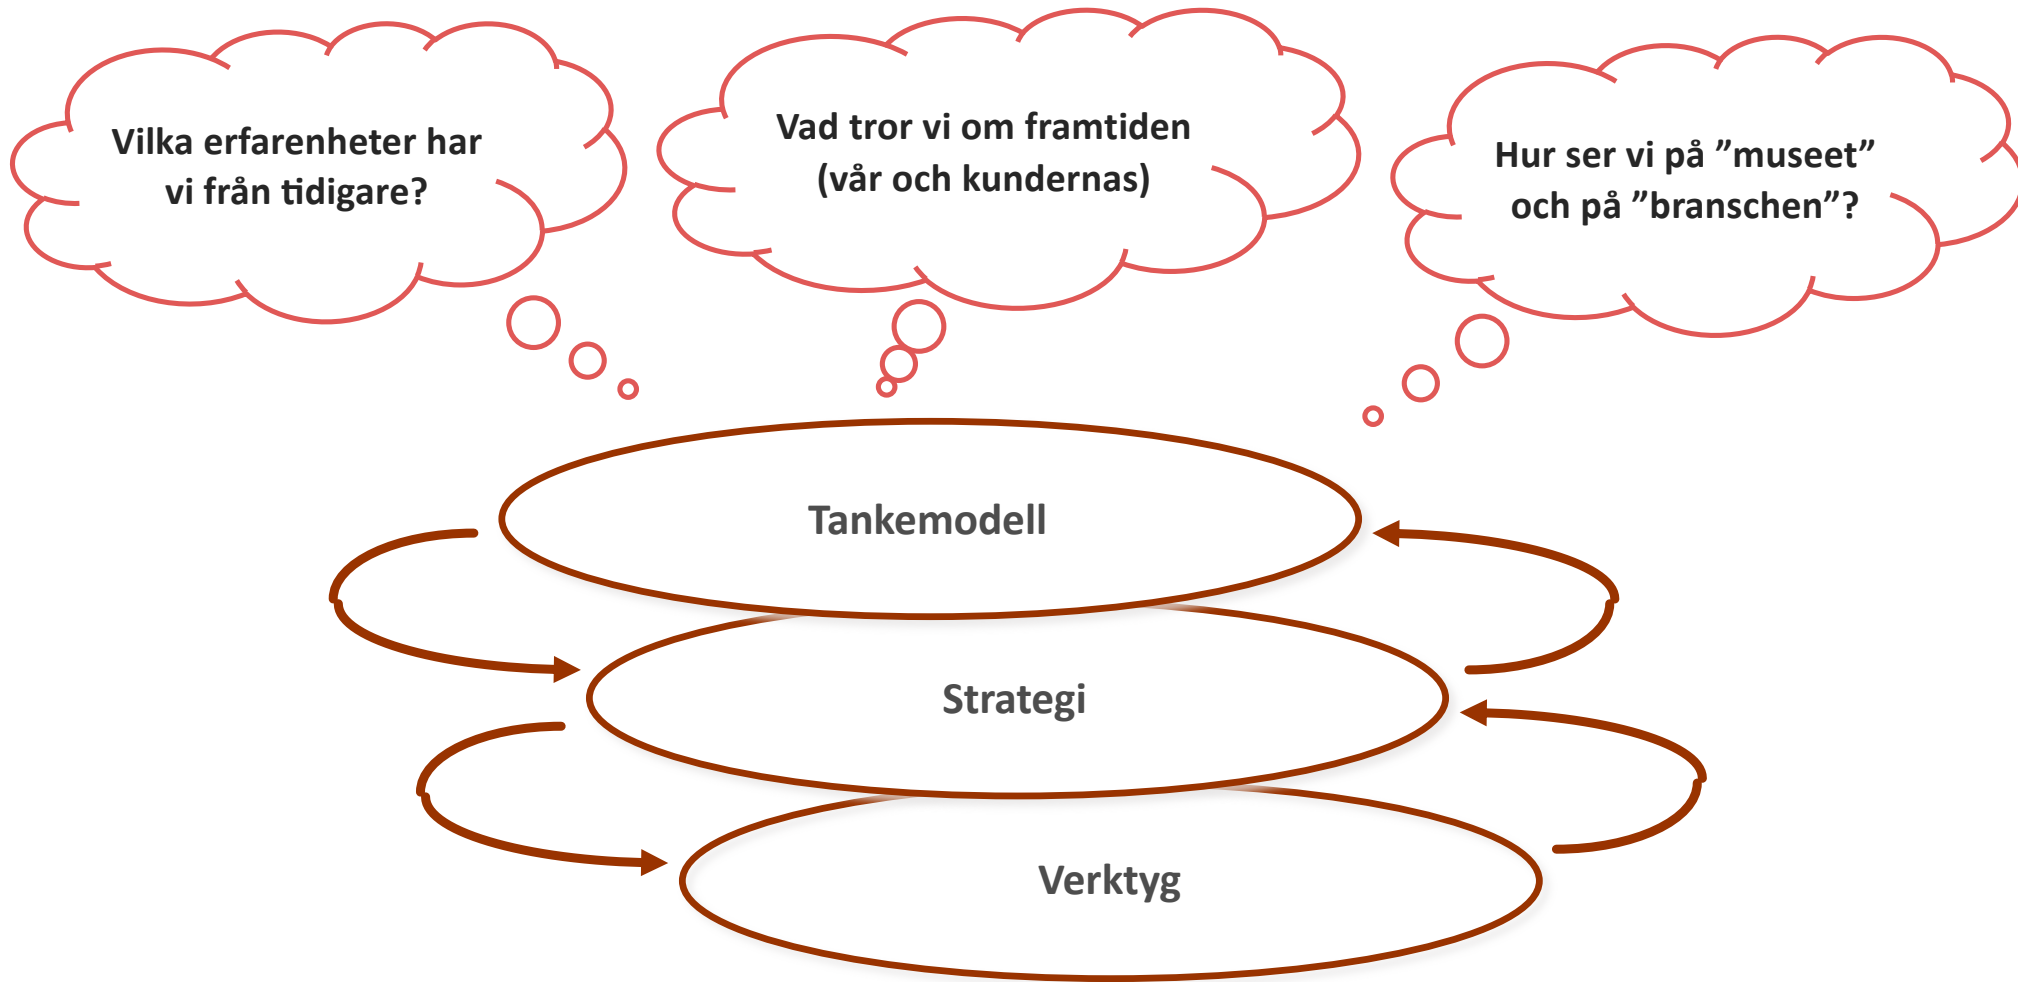 Vilka erfarenheter har
vi från tidigare?
Vad tror vi om framtiden
(vår och kundernas)
Hur ser vi på ”museet”
och på ”branschen”?
Tankemodell
Strategi
Verktyg